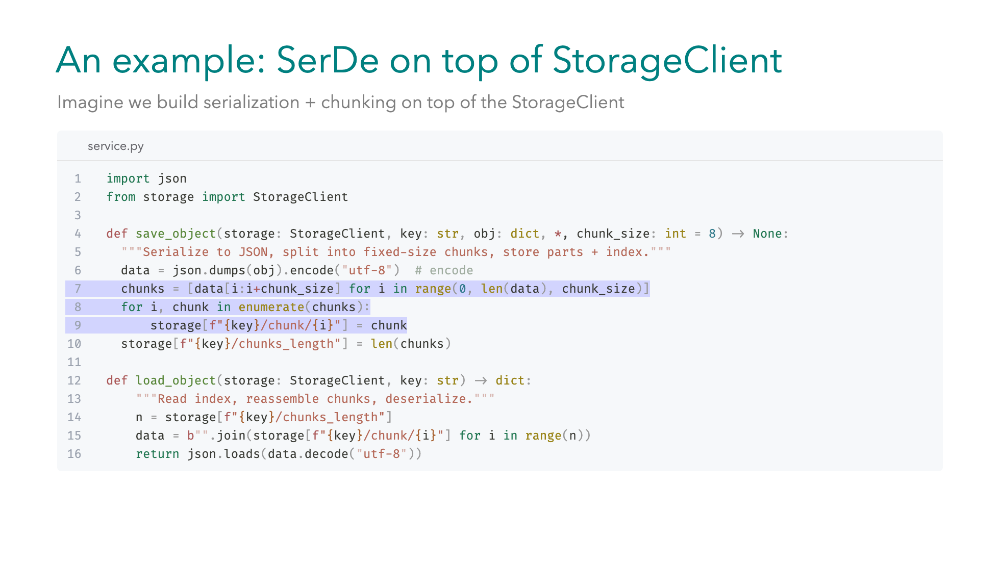 An example: SerDe on top of StorageClient
Imagine we build serialization + chunking on top of the StorageClient
service.py
1 import json
2 from storage import StorageClient
3
4 def save_object(storage: StorageClient, key: str, obj: dict, *, chunk_size: int = 8) -> None:
5   """Serialize to JSON, split into fixed-size chunks, store parts + index."""
6   data = json.dumps(obj).encode("utf-8")  # encode
7   chunks = [data[i:i+chunk_size] for i in range(0, len(data), chunk_size)]
8   for i, chunk in enumerate(chunks):
9       storage[f"{key}/chunk/{i}"] = chunk
10   storage[f"{key}/chunks_length"] = len(chunks)
11
12 def load_object(storage: StorageClient, key: str) -> dict:
13     """Read index, reassemble chunks, deserialize."""
14     n = storage[f"{key}/chunks_length"]
15     data = b"".join(storage[f"{key}/chunk/{i}"] for i in range(n))
16     return json.loads(data.decode("utf-8"))